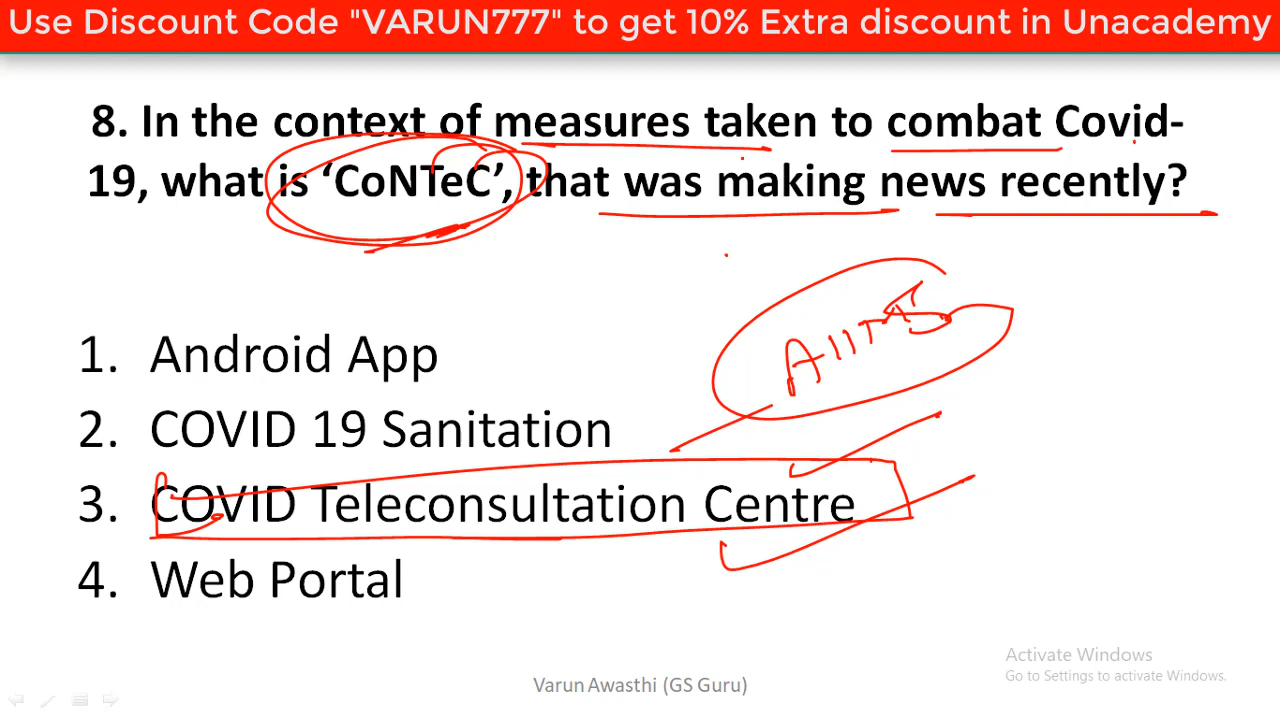 Use Discount Code "VARUN777" to get 10% Extra discount in Unacademy
8. In the context of measures taken to combat Covid-
19, what is ‘CoNTeC’, that was making news recently?
1. Android App
2. COVID 19 Sanitation
3. COVID Teleconsultation Centre
4. Web Portal
Activate Windows
Go to Settings to activate Windows.
Varun Awasthi (GS Guru)